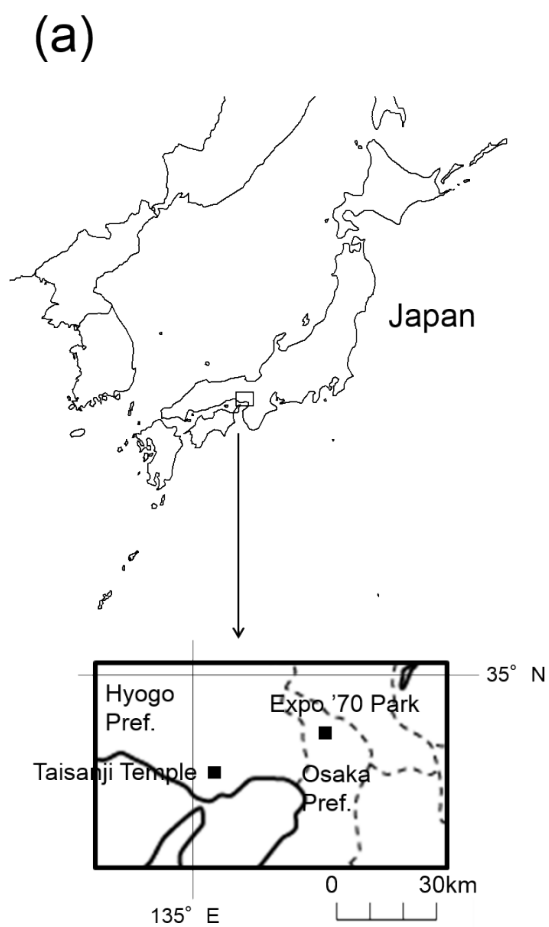 (a)
Japan
35° N
Hyogo
Pref.
Expo ’70 Park
Taisanji Temple
Osaka
Pref.
0 30km
135° E